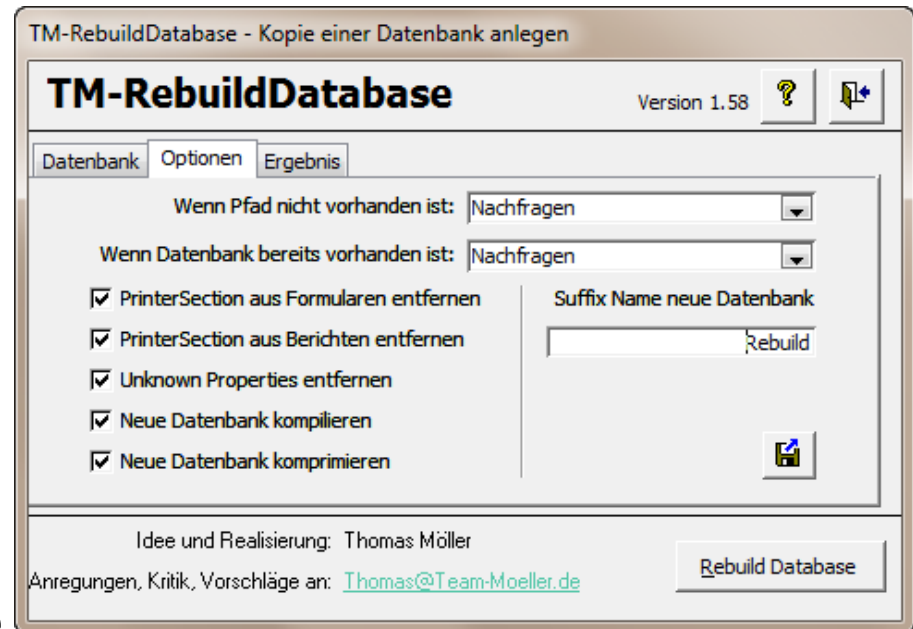 TM-RebuildDatabase - Kopie einer Datenbank anlegen
TM-RebuildDatabase
Version 1.58
Datenbank Optionen Ergebnis
Wenn Pfad nicht vorhanden ist: Nachfragen
Wenn Datenbank bereits vorhanden ist: Nachfragen
PrinterSection aus Formularen entfernen
PrinterSection aus Berichten entfernen
Unknown Properties entfernen
Neue Datenbank kompilieren
Neue Datenbank komprimieren
Suffix Name neue Datenbank
Rebuild
Idee und Realisierung: Thomas Möller
Anregungen, Kritik, Vorschläge an: Thomas@Team-Moeller.de
Rebuild Database